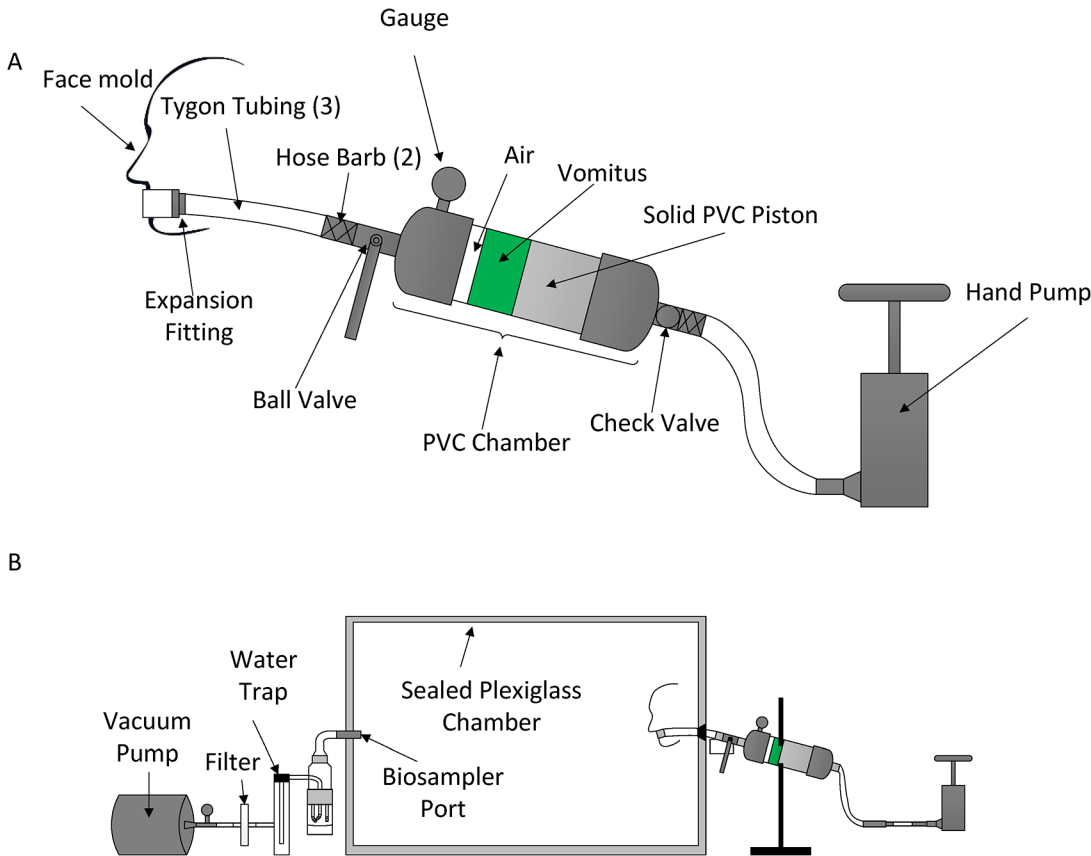 Gauge
A
Face mold
Tygon Tubing (3)
Hose Barb (2)
Air
Vomitus
Solid PVC Piston
Hand Pump
Expansion
Fitting
Ball Valve
PVC Chamber
Check Valve
B
Water
Trap
Sealed Plexiglass
Chamber
Vacuum
Pump
Filter
Biosampler
Port